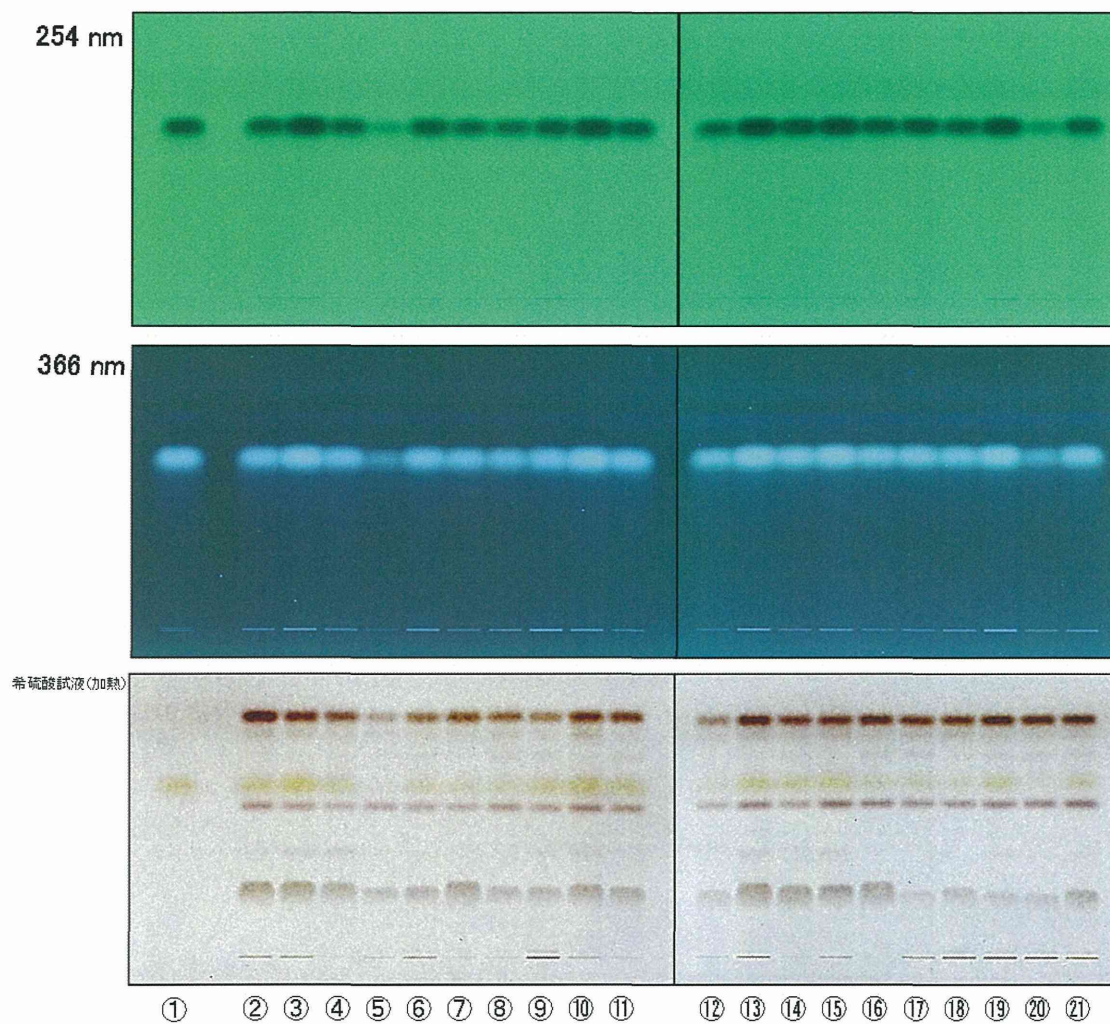 254 nm
366 nm
希硫酸試液(加熱)
① ② ③ ④ ⑤ ⑥ ⑦ ⑧ ⑨ ⑩ ⑪ ⑫ ⑬ ⑭ ⑮ ⑯ ⑰ ⑱ ⑲ ⑳ ㉑